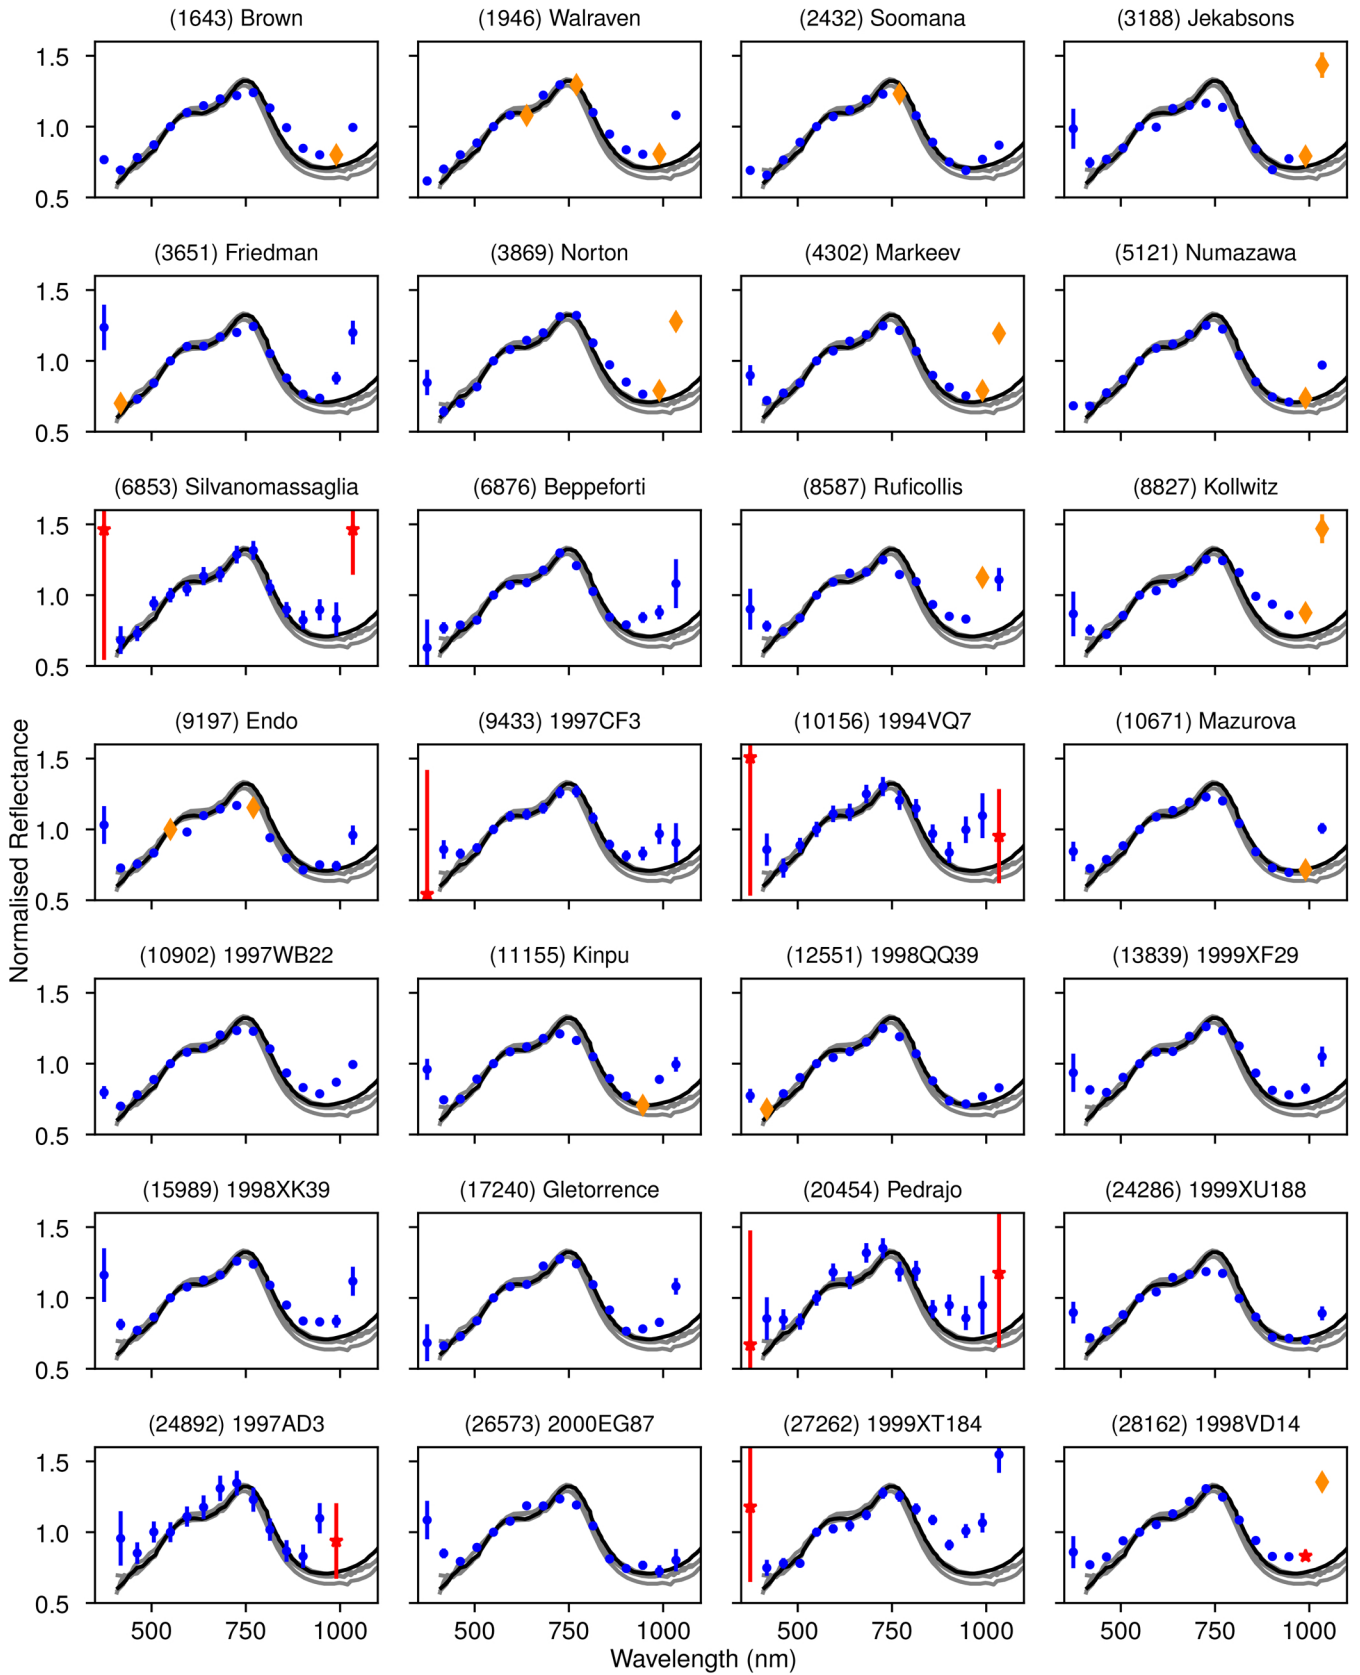 (1643) Brown
(1946) Walraven
(2432) Soomana
(3188) Jekabsons
1.5
1.0
0.5
(3651) Friedman
(3869) Norton
(4302) Markeev
(5121) Numazawa
1.5
1.0
0.5
(6853) Silvanomassaglia
(6876) Beppeforti
(8587) Ruficollis
(8827) Kollwitz
1.5
1.0
0.5
(9197) Endo
(9433) 1997CF3
(10156) 1994VQ7
(10671) Mazurova
1.5
1.0
0.5
Normalised Reflectance
(10902) 1997WB22
(11155) Kinpu
(12551) 1998QQ39
(13839) 1999XF29
1.5
1.0
0.5
(15989) 1998XK39
(17240) Gletorrence
(20454) Pedrajo
(24286) 1999XU188
1.5
1.0
0.5
(24892) 1997AD3
(26573) 2000EG87
(27262) 1999XT184
(28162) 1998VD14
1.5
1.0
0.5
500 750 1000
500 750 1000
500 750 1000
500 750 1000
Wavelength (nm)